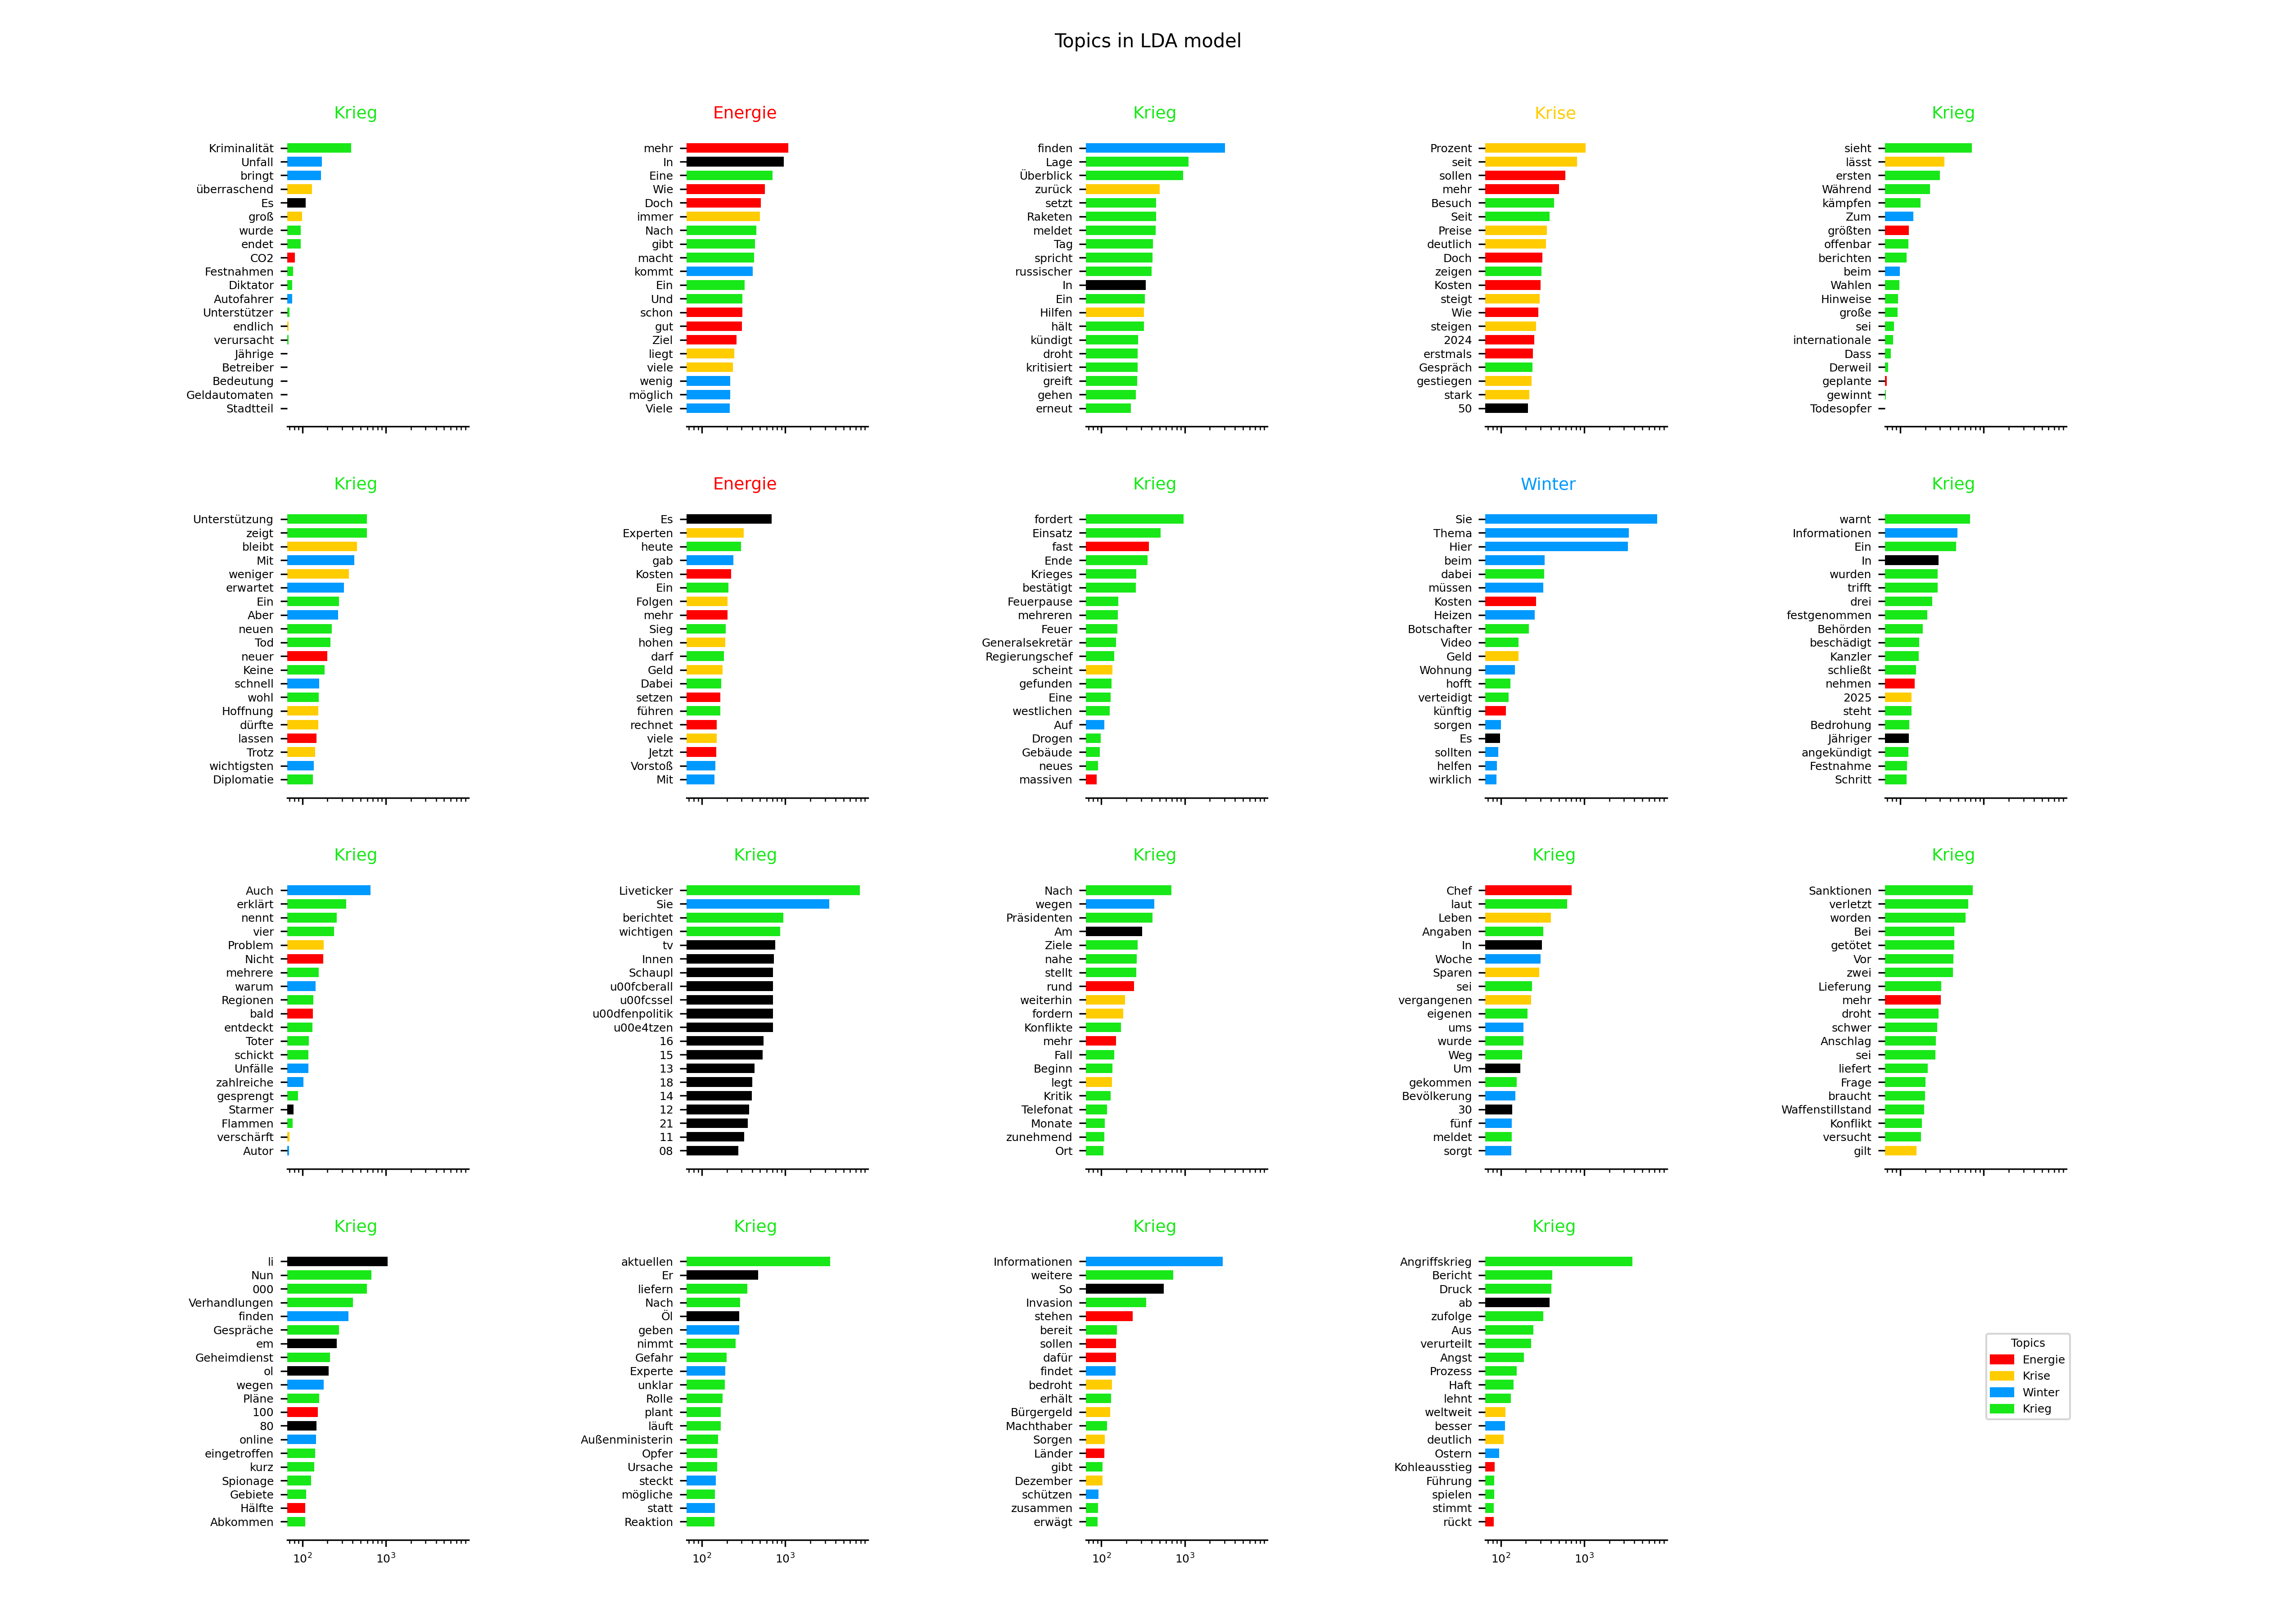 Topics in LDA model
Krieg
Kriminalität
Unfall
bringt
überraschend
Es
groß
wurde
endet
CO2
Festnahmen
Diktator
Autofahrer
Unterstützer
endlich
verursacht
Jährige
Betreiber
Bedeutung
Geldautomaten
Stadtteil
Energie
mehr
In
Eine
Wie
Doch
immer
Nach
gibt
macht
kommt
Ein
Und
schon
gut
Ziel
liegt
viele
wenig
möglich
Viele
Krieg
finden
Lage
Überblick
zurück
setzt
Raketen
meldet
Tag
spricht
russischer
In
Ein
Hilfen
hält
kündigt
droht
kritisiert
greift
gehen
erneut
Krise
Prozent
seit
sollen
mehr
Besuch
Seit
Preise
deutlich
Doch
zeigen
Kosten
steigt
Wie
steigen
2024
erstmals
Gespräch
gestiegen
stark
50
Krieg
sieht
lässt
ersten
Während
kämpfen
Zum
größten
offenbar
berichten
beim
Wahlen
Hinweise
große
sei
internationale
Dass
Derweil
geplante
gewinnt
Todesopfer
Krieg
Unterstützung
zeigt
bleibt
Mit
weniger
erwartet
Ein
Aber
neuen
Tod
neuer
Keine
schnell
wohl
Hoffnung
dürfte
lassen
Trotz
wichtigsten
Diplomatie
Energie
Es
Experten
heute
gab
Kosten
Ein
Folgen
mehr
Sieg
hohen
darf
Geld
Dabei
setzen
führen
rechnet
viele
Jetzt
Vorstoß
Mit
Krieg
fordert
Einsatz
fast
Ende
Krieges
bestätigt
Feuerpause
mehreren
Feuer
Generalsekretär
Regierungschef
scheint
gefunden
Eine
westlichen
Auf
Drogen
Gebäude
neues
massiven
Winter
Sie
Thema
Hier
beim
dabei
müssen
Kosten
Heizen
Botschafter
Video
Geld
Wohnung
hofft
verteidigt
künftig
sorgen
Es
sollten
helfen
wirklich
Krieg
warnt
Informationen
Ein
In
wurden
trifft
drei
festgenommen
Behörden
beschädigt
Kanzler
schließt
nehmen
2025
steht
Bedrohung
Jähriger
angekündigt
Festnahme
Schritt
Krieg
Auch
erklärt
nennt
vier
Problem
Nicht
mehrere
warum
Regionen
bald
entdeckt
Toter
schickt
Unfälle
zahlreiche
gesprengt
Starmer
Flammen
verschärft
Autor
Krieg
Liveticker
Sie
berichtet
wichtigen
tv
Innen
Schaupl
u00fcberall
u00fcssel
u00dfenpolitik
u00e4tzen
16
15
13
18
14
12
21
11
08
Krieg
Nach
wegen
Präsidenten
Am
Ziele
nahe
stellt
rund
weiterhin
fordern
Konflikte
mehr
Fall
Beginn
legt
Kritik
Telefonat
Monate
zunehmend
Ort
Krieg
Chef
laut
Leben
Angaben
In
Woche
Sparen
sei
vergangenen
eigenen
ums
wurde
Weg
Um
gekommen
Bevölkerung
30
fünf
meldet
sorgt
Krieg
Sanktionen
verletzt
worden
Bei
getötet
Vor
zwei
Lieferung
mehr
droht
schwer
Anschlag
sei
liefert
Frage
braucht
Waffenstillstand
Konflikt
versucht
gilt
Krieg
li
Nun
000
Verhandlungen
finden
Gespräche
em
Geheimdienst
ol
wegen
Pläne
100
80
online
eingetroffen
kurz
Spionage
Gebiete
Hälfte
Abkommen
10² 10³
Krieg
aktuellen
Er
liefern
Nach
Öl
geben
nimmt
Gefahr
Experte
unklar
Rolle
plant
läuft
Außenministerin
Opfer
Ursache
steckt
mögliche
statt
Reaktion
10² 10³
Krieg
Informationen
weitere
So
Invasion
stehen
bereit
sollen
dafür
findet
bedroht
erhält
Bürgergeld
Machthaber
Sorgen
Länder
gibt
Dezember
schützen
zusammen
erwägt
10² 10³
Krieg
Angriffskrieg
Bericht
Druck
ab
zufolge
Aus
verurteilt
Angst
Prozess
Haft
lehnt
weltweit
besser
deutlich
Ostern
Kohleausstieg
Führung
spielen
stimmt
rückt
10² 10³
Topics
Energie
Krise
Winter
Krieg